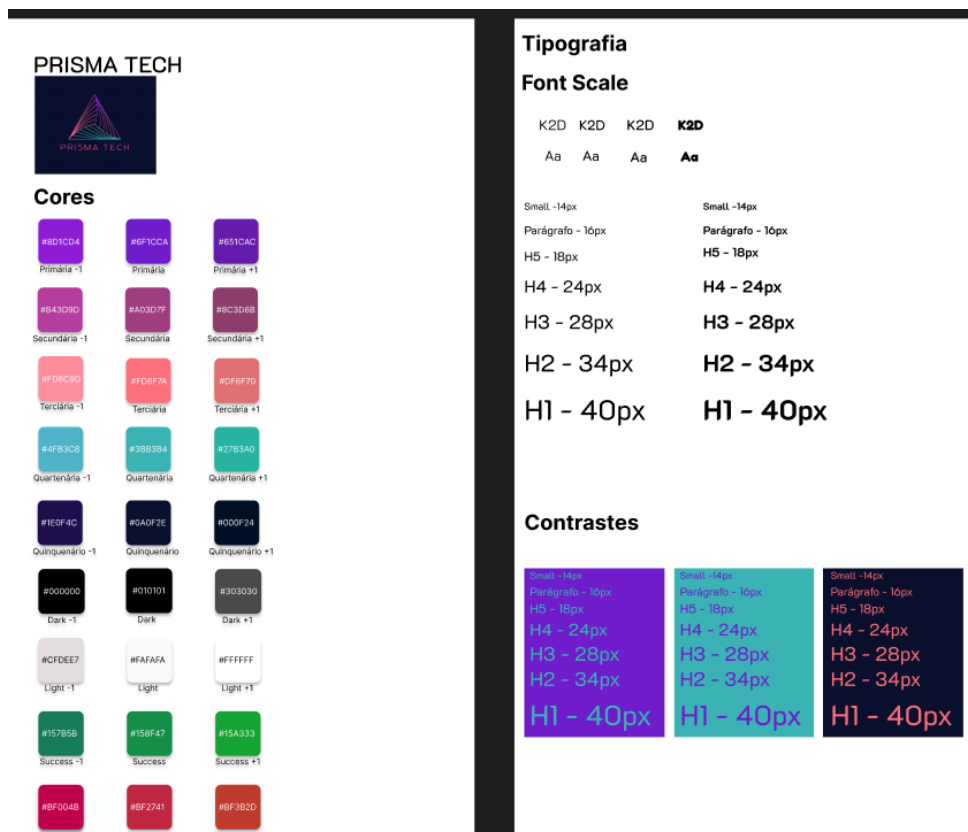 PRISMA TECH
PRISMA TECH
Cores
#8D1CD4 #6F1CCA #651CAC
Primária -1 Primária Primária +1
#B43D9D #A03D7F #8C3D6B
Secundária -1 Secundária Secundária +1
#FD8C9D #FD6F7A #DF6F70
Terciária -1 Terciária Terciária +1
#4FB3C8 #3BB3B4 #27B3A0
Quartenária -1 Quartenária Quartenária +1
#1E0F4C #0A0F2E #000F24
Quinquenário -1 Quinquenário Quinquenário +1
#000000 #010101 #303030
Dark -1 Dark Dark +1
#CFDEE7 #FAFAFA #FFFFFF
Light -1 Light Light +1
#157B5B #158F47 #15A333
Success -1 Success Success +1
#BF004B #BF2741 #BF3B2D
Tipografia
Font Scale
K2D K2D K2D K2D
Aa Aa Aa Aa
Small -14px Small -14px
Parágrafo - 16px Parágrafo - 16px
H5 - 18px H5 - 18px
H4 - 24px H4 - 24px
H3 - 28px H3 - 28px
H2 - 34px H2 - 34px
H1 - 40px H1 - 40px
Contrastes
Small -14px Small -14px Small -14px
Parágrafo - 16px Parágrafo - 16px Parágrafo - 16px
H5 - 18px H5 - 18px H5 - 18px
H4 - 24px H4 - 24px H4 - 24px
H3 - 28px H3 - 28px H3 - 28px
H2 - 34px H2 - 34px H2 - 34px
H1 - 40px H1 - 40px H1 - 40px